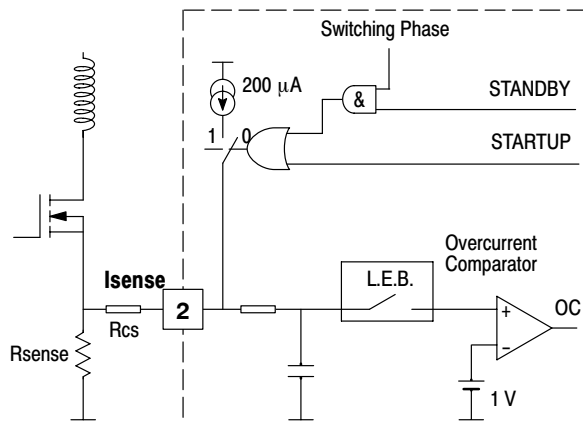 Switching Phase
200 μA
&
STANDBY
1 0
STARTUP
Overcurrent
Comparator
Isense
L.E.B.
2
+
OC
Rcs
−
Rsense
1 V